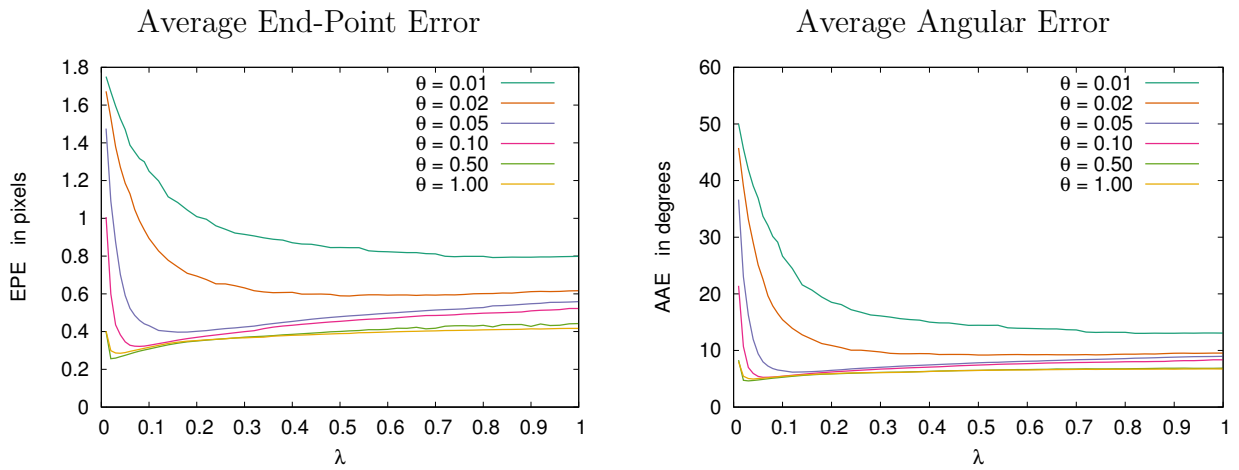 Average End-Point Error
1.8
1.6
1.4
1.2
1
0.8
0.6
0.4
0.2
0
EPE in pixels
θ = 0.01
θ = 0.02
θ = 0.05
θ = 0.10
θ = 0.50
θ = 1.00
0 0.1 0.2 0.3 0.4 0.5 0.6 0.7 0.8 0.9 1
λ
Average Angular Error
60
50
40
30
20
10
0
AAE in degrees
θ = 0.01
θ = 0.02
θ = 0.05
θ = 0.10
θ = 0.50
θ = 1.00
0 0.1 0.2 0.3 0.4 0.5 0.6 0.7 0.8 0.9 1
λ